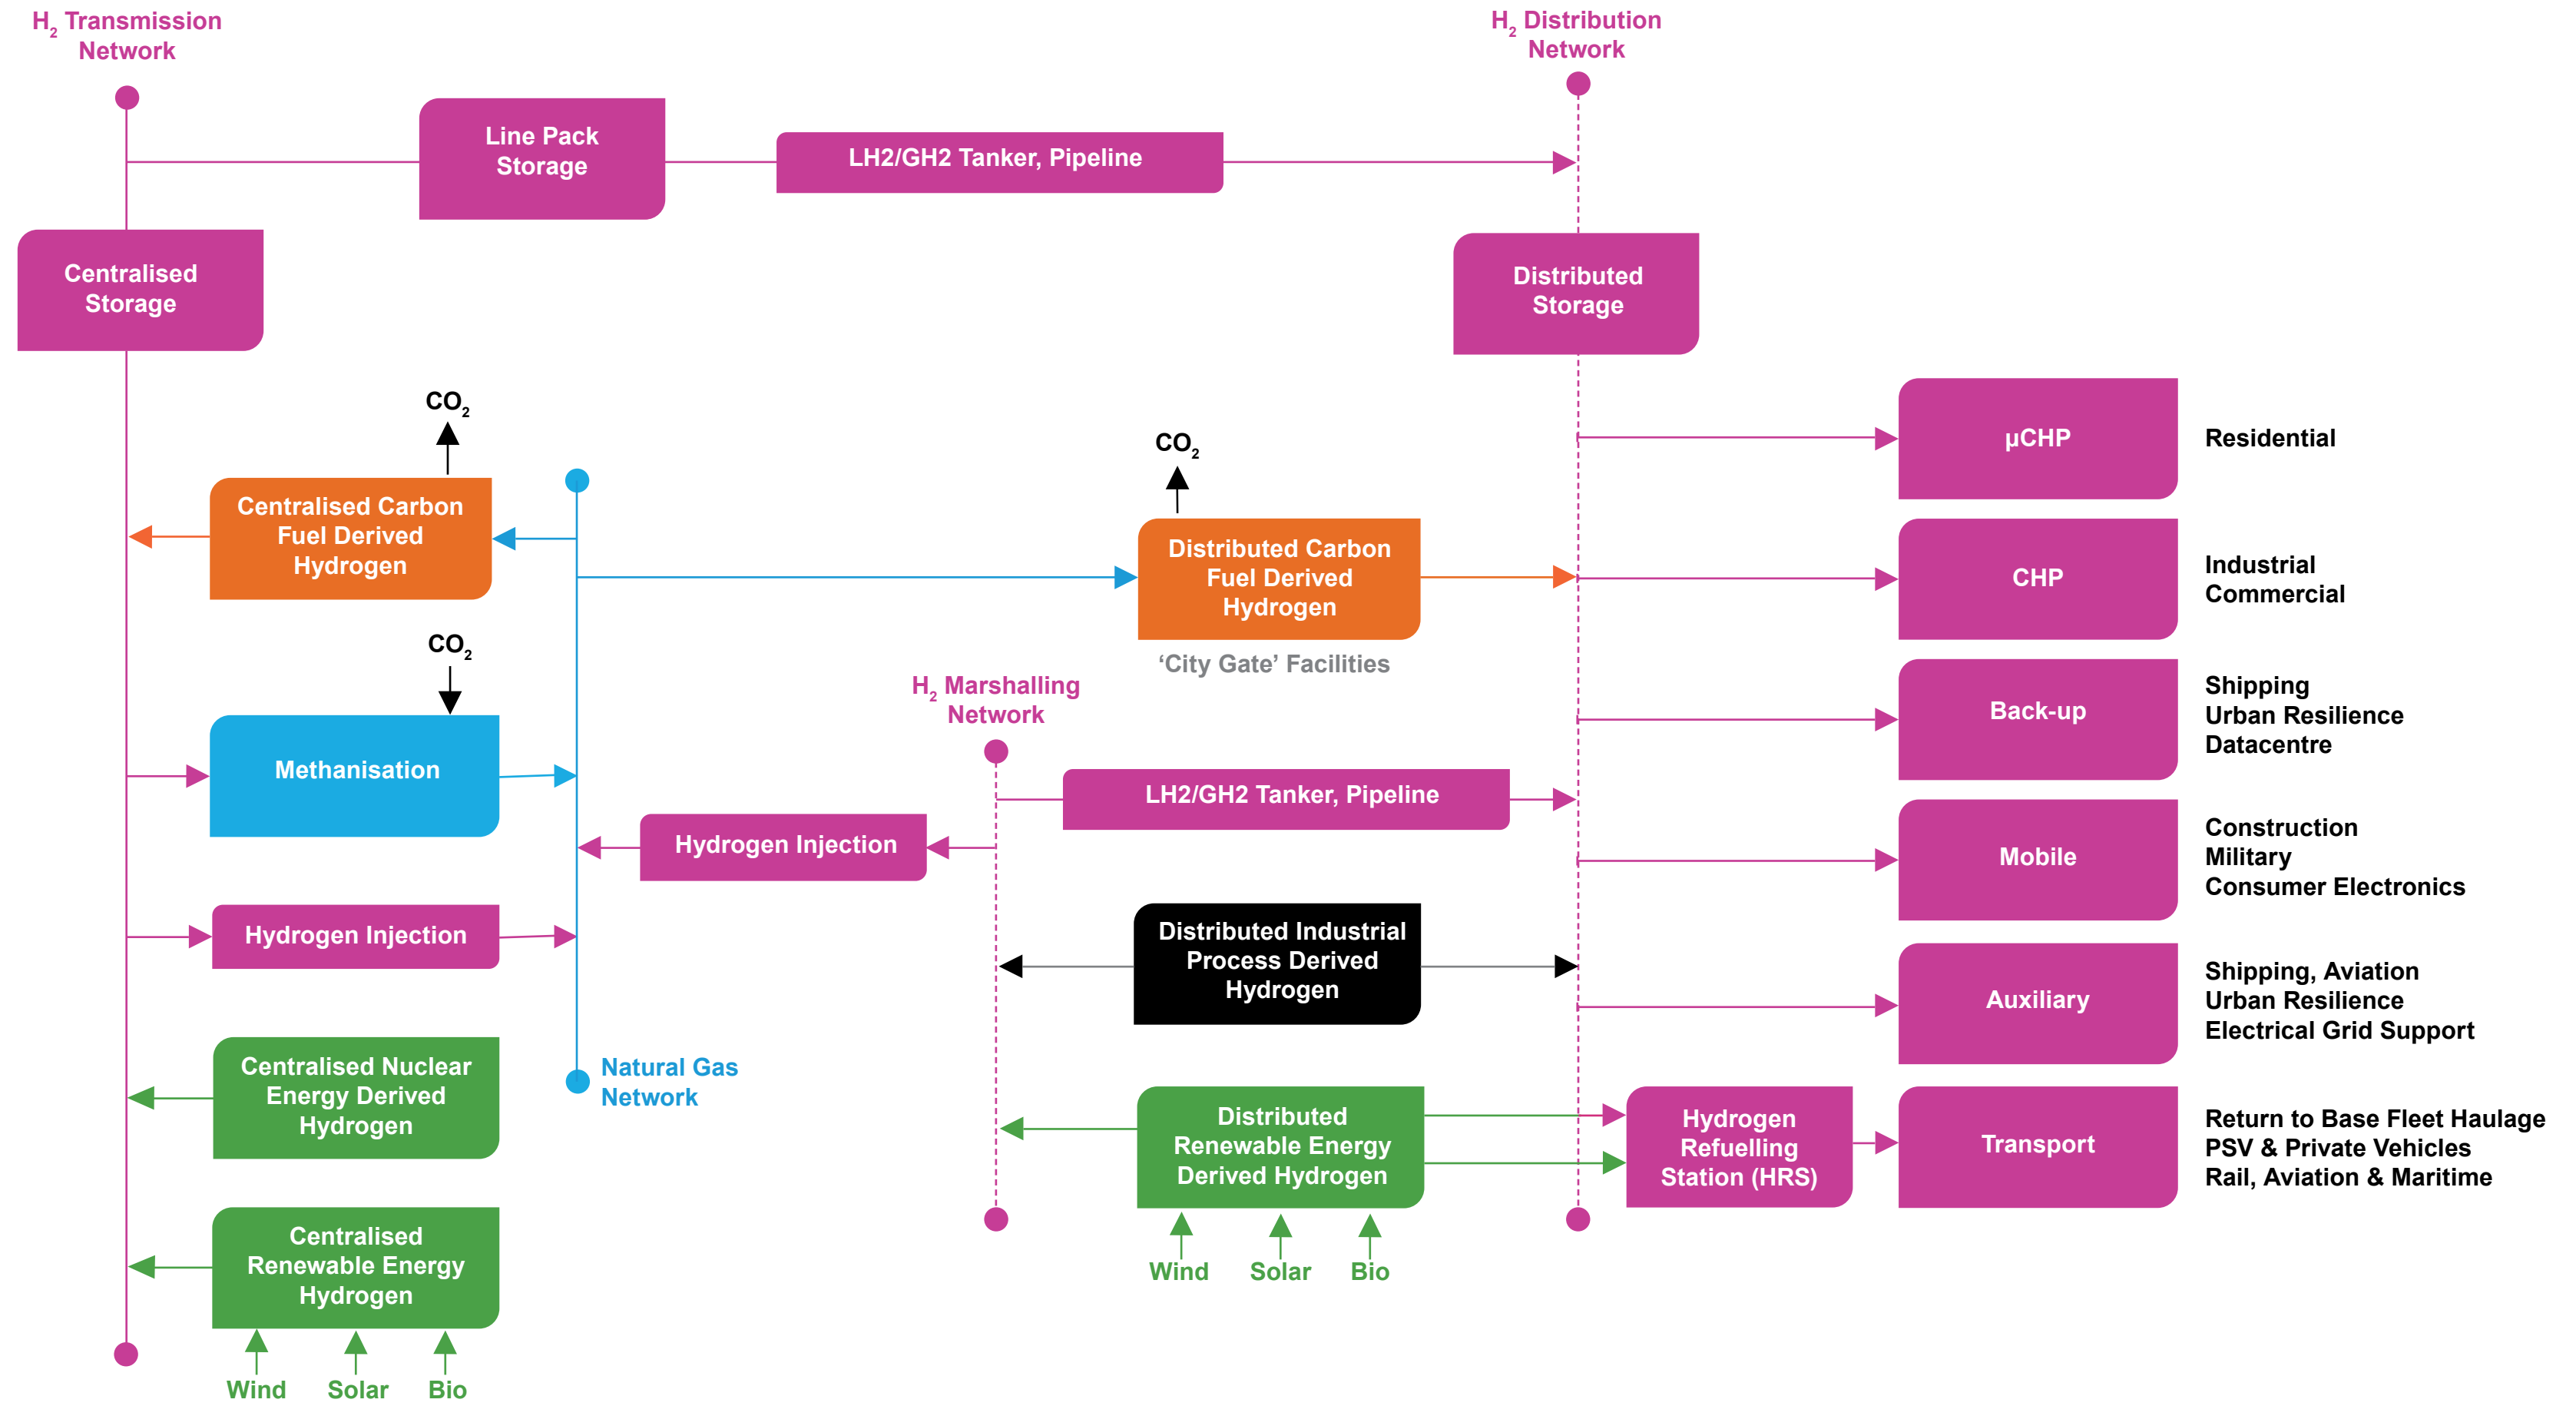 H2 Transmission
Network
H2 Distribution
Network
Line Pack
Storage
LH2/GH2 Tanker, Pipeline
Centralised
Storage
Distributed
Storage
CO2
Centralised Carbon
Fuel Derived
Hydrogen
CO2
Distributed Carbon
Fuel Derived
Hydrogen
‘City Gate’ Facilities
µCHP
Residential
CHP
Industrial
Commercial
CO2
Methanisation
H2 Marshalling
Network
LH2/GH2 Tanker, Pipeline
Back-up
Shipping
Urban Resilience
Datacentre
Hydrogen Injection
Mobile
Construction
Military
Consumer Electronics
Hydrogen Injection
Distributed Industrial
Process Derived
Hydrogen
Auxiliary
Shipping, Aviation
Urban Resilience
Electrical Grid Support
Centralised Nuclear
Energy Derived
Hydrogen
Natural Gas
Network
Distributed
Renewable Energy
Derived Hydrogen
Hydrogen
Refuelling
Station (HRS)
Transport
Return to Base Fleet Haulage
PSV & Private Vehicles
Rail, Aviation & Maritime
Centralised
Renewable Energy
Hydrogen
Wind Solar Bio
Wind Solar Bio